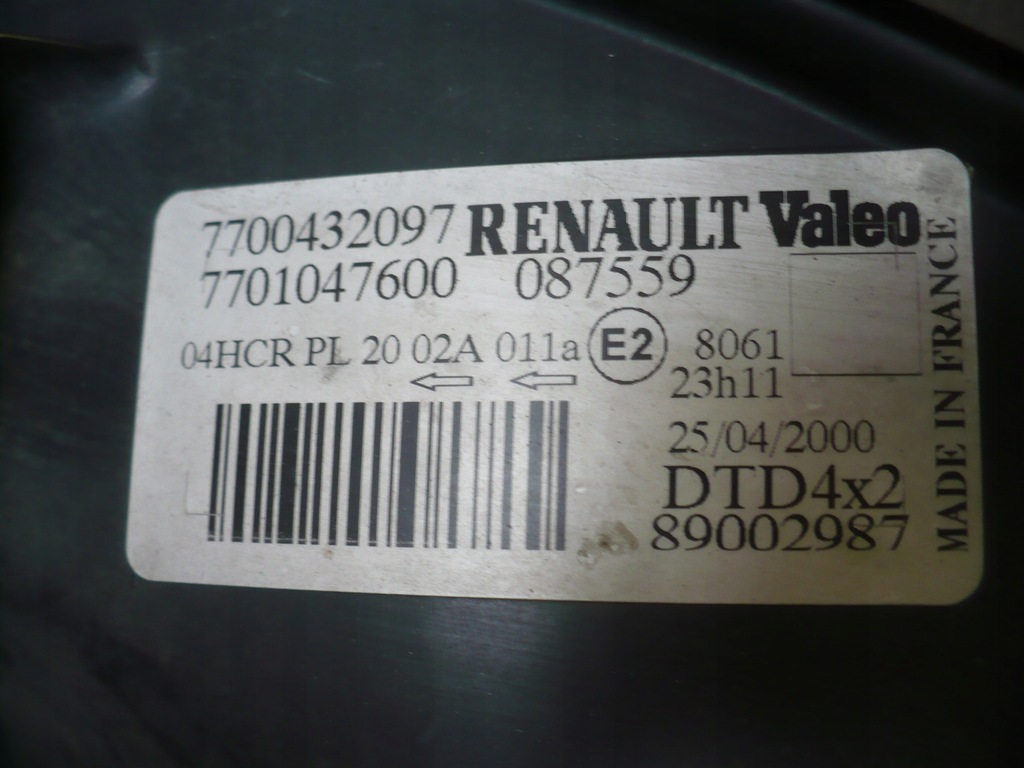 7700432097 RENAULT Valeo
7701047600 087559
04HCR PL 20 02A 011a E2 8061
23h11
25/04/2000
DTD4x2
89002987
MADE IN FRANCE